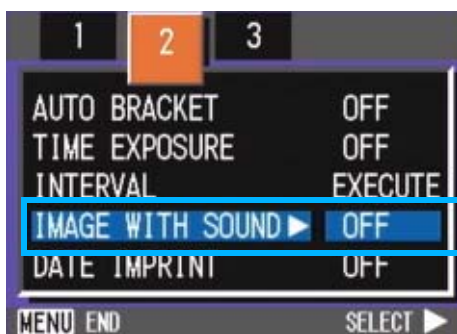 1 2 3
AUTO BRACKET OFF
TIME EXPOSURE OFF
INTERVAL EXECUTE
IMAGE WITH SOUND▶ OFF
DATE IMPRINT OFF
MENU END SELECT ▶